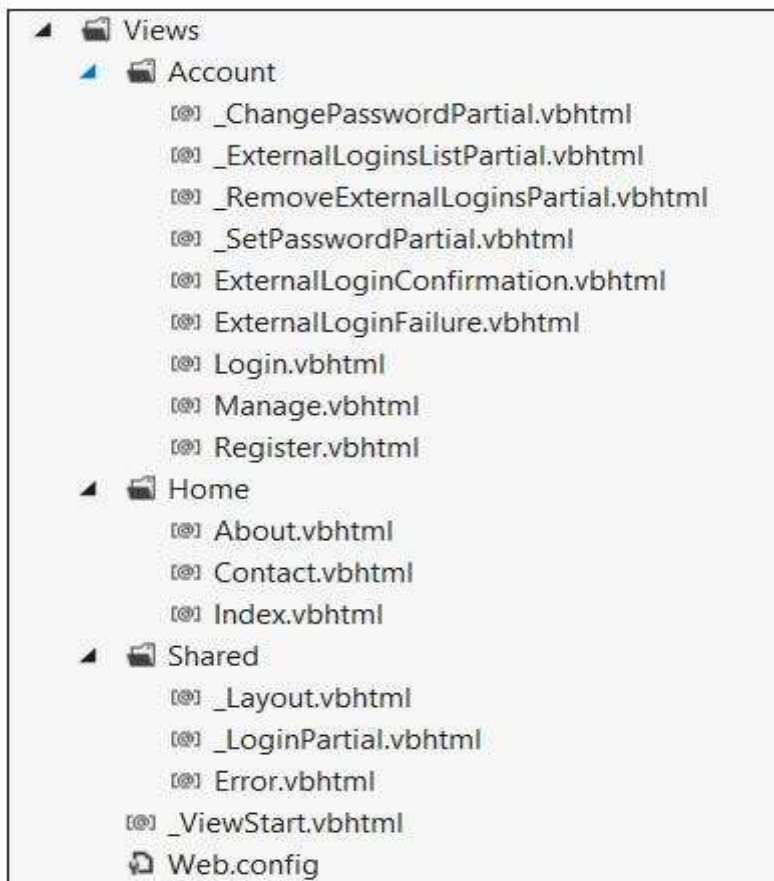 Views
Account
_ChangePasswordPartial.vbhtml
_ExternalLoginsListPartial.vbhtml
_RemoveExternalLoginsPartial.vbhtml
_SetPasswordPartial.vbhtml
ExternalLoginConfirmation.vbhtml
ExternalLoginFailure.vbhtml
Login.vbhtml
Manage.vbhtml
Register.vbhtml
Home
About.vbhtml
Contact.vbhtml
Index.vbhtml
Shared
_Layout.vbhtml
_LoginPartial.vbhtml
Error.vbhtml
_ViewStart.vbhtml
Web.config